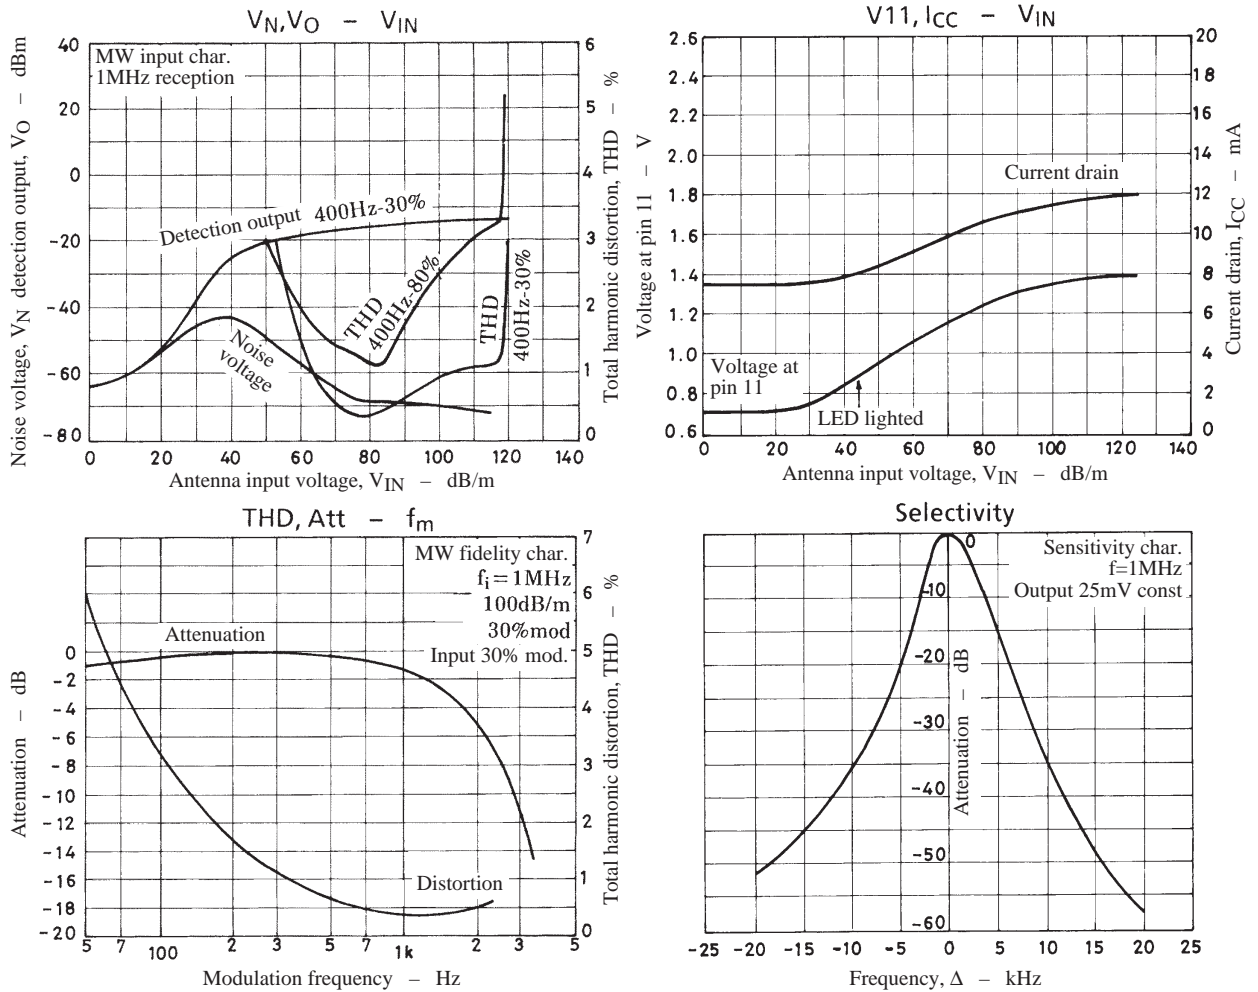 VN,VO – VIN
Noise voltage, VN detection output, VO – dBm
40
20
0
-20
-40
-60
-80
MW input char.
1MHz reception
Detection output 400Hz-30%
THD
400Hz-80%
THD
400Hz-30%
Noise
voltage
6
5
4
3
2
1
0
Total harmonic distortion, THD – %
0 20 40 60 80 100 120 140
Antenna input voltage, VIN – dB/m
V11, ICC – VIN
Voltage at pin 11 – V
2.6
2.4
2.2
2.0
1.8
1.6
1.4
1.2
1.0
0.8
0.6
Current drain
Voltage at
pin 11
LED lighted
20
18
16
14
12
10
8
6
4
2
0
Current drain, ICC – mA
0 20 40 60 80 100 120 140
Antenna input voltage, VIN – dB/m
THD, Att – fm
Attenuation – dB
0
-2
-4
-6
-8
-10
-12
-14
-16
-18
-20
MW fidelity char.
fi=1MHz
100dB/m
30%mod
Input 30% mod.
Attenuation
Distortion
7
6
5
4
3
2
1
0
Total harmonic distortion, THD – %
5 7 100 2 3 5 7 1k 2 3 5
Modulation frequency – Hz
Selectivity
Sensitivity char.
f=1MHz
Output 25mV const
0
-10
-20
-30
-40
-50
-60
Attenuation – dB
-25 -20 -15 -10 -5 0 5 10 15 20 25
Frequency, Δ – kHz